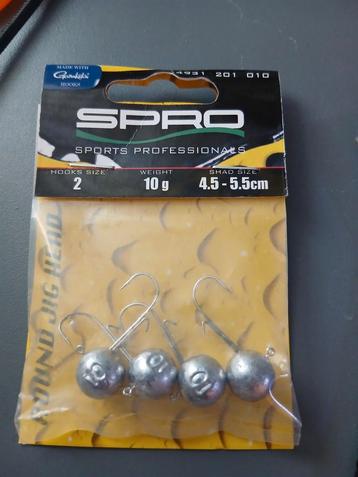 MADE WITH
Gamakatsu
HOOKS
4931 201 010
SPRO
SPORTS PROFESSIONALS
HOOKS SIZE WEIGHT SHAD SIZE
2 10 g 4.5 - 5.5cm
ROUND JIG HEAD
10 10 10